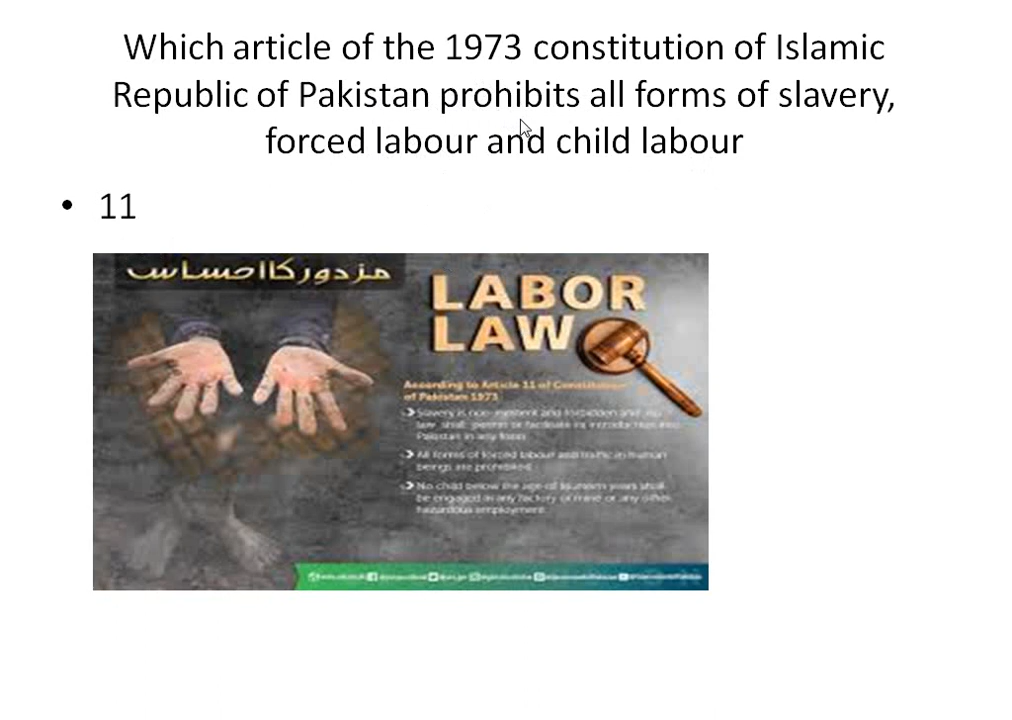 Which article of the 1973 constitution of Islamic
Republic of Pakistan prohibits all forms of slavery,
forced labour and child labour
• 11
مزدور کا احساس
LABOR
LAW
According to Article 11 of Constitution
of Pakistan 1973
Slavery is non-existent and forbidden and no
law shall permit or facilitate its introduction into
Pakistan in any form
All forms of forced labour and traffic in human
beings are prohibited
No child below the age of fourteen years shall
be engaged in any factory or mine or any other
hazardous employment